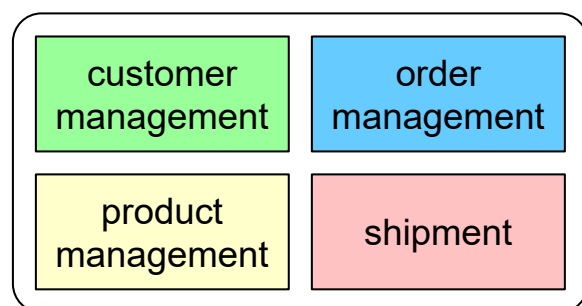 customer
management
order
management
product
management
shipment